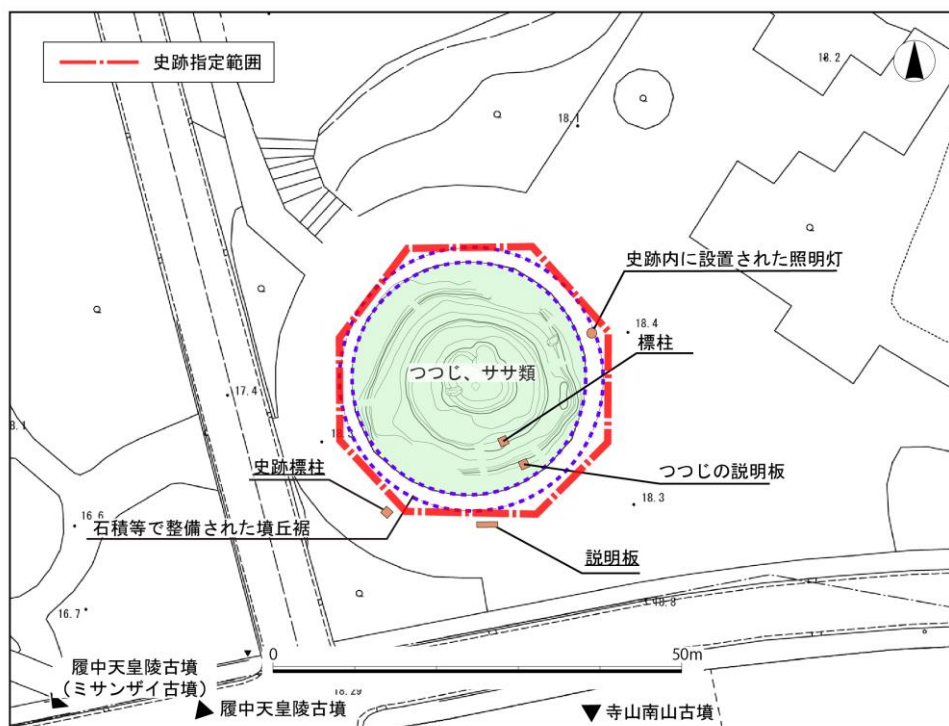 史跡指定範囲
18.2
18.1
史跡内に設置された照明灯
18.4
標柱
つつじ、ササ類
17.4
18.3
史跡標柱
つつじの説明板
18.3
16.6
石積等で整備された墳丘裾
説明板
16.7
0
50m
履中天皇陵古墳
(ミサンザイ古墳)
18.29
履中天皇陵古墳
寺山南山古墳